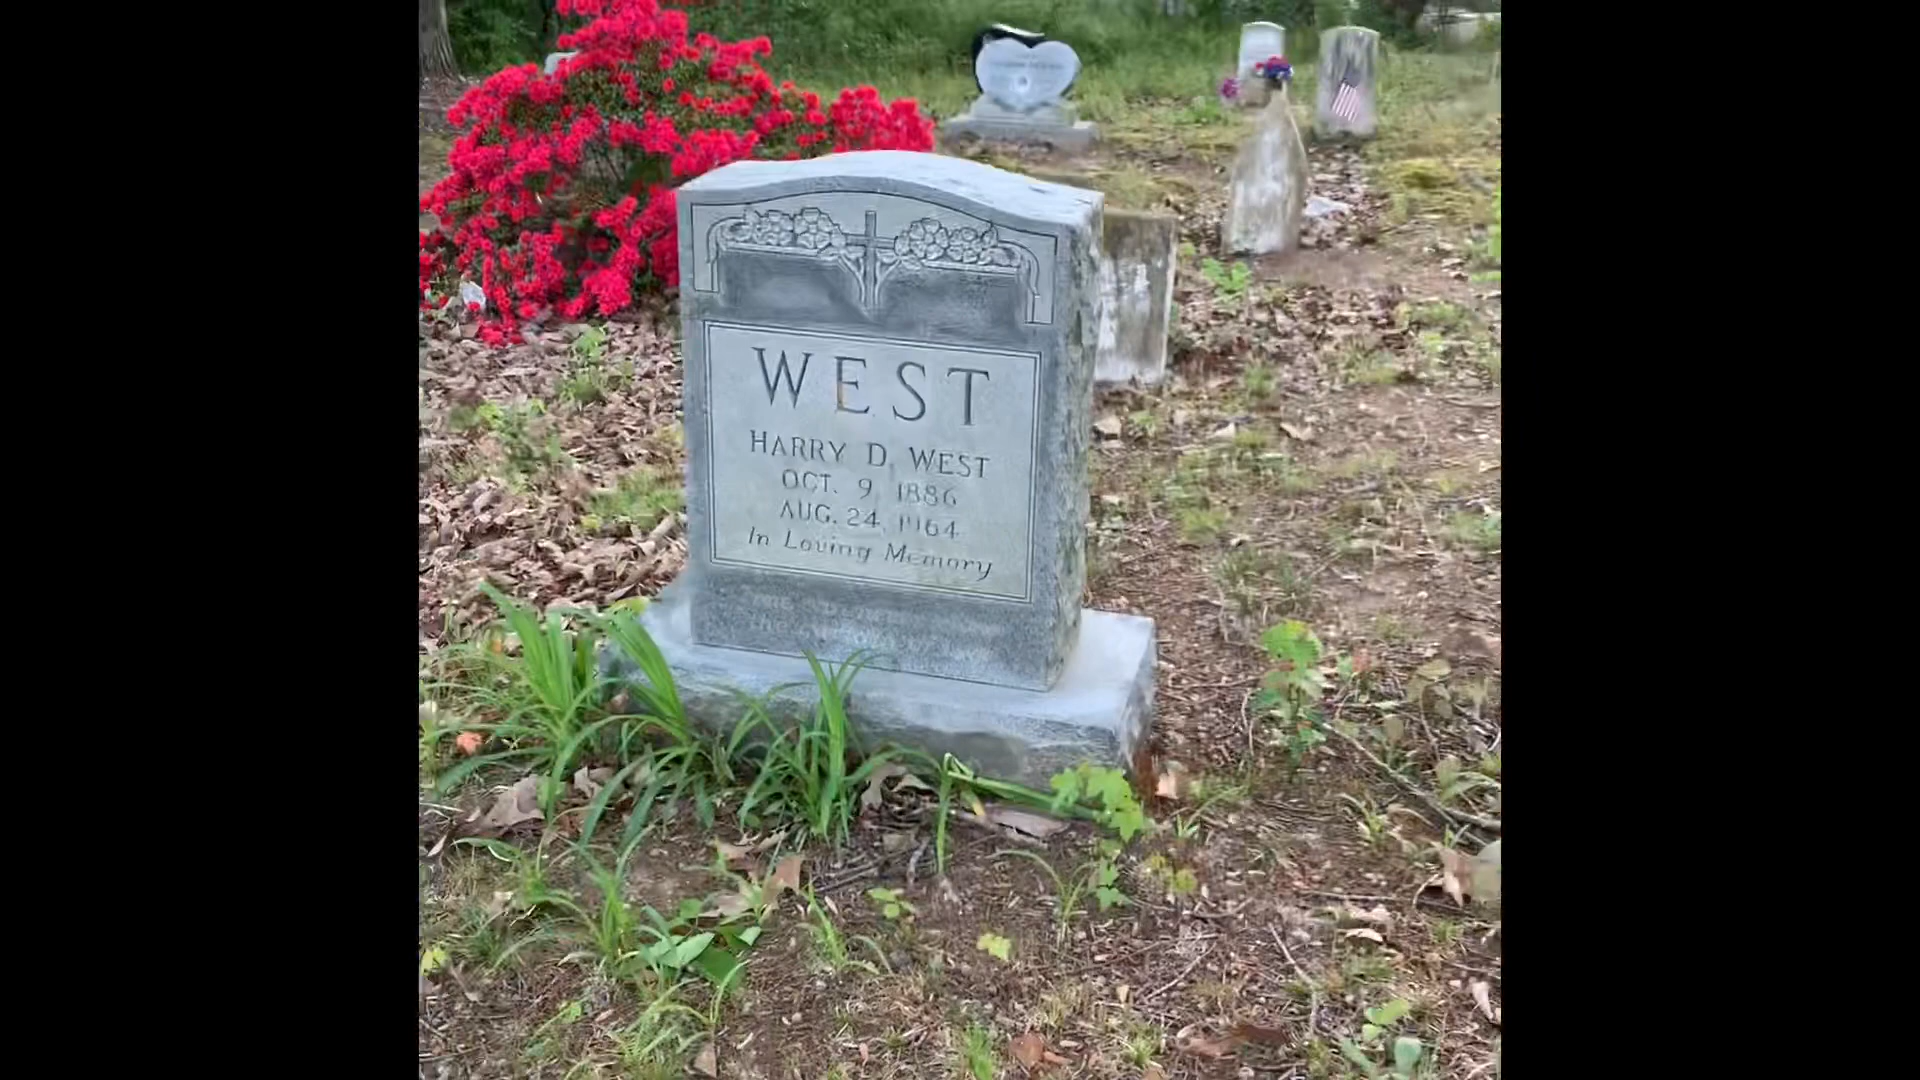 WEST
HARRY D. WEST
OCT. 9, 1886
AUG. 24, 1964
In Loving Memory